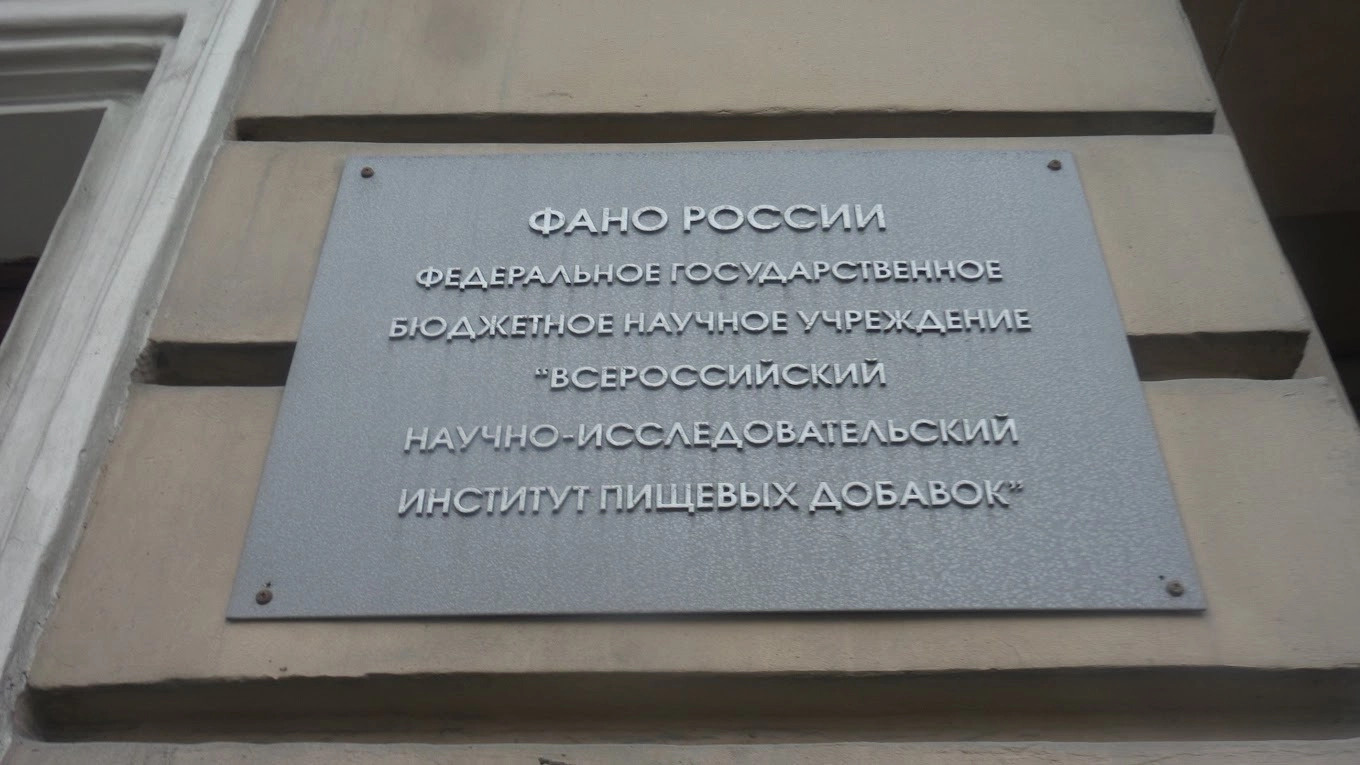 ФАНО РОССИИ
ФЕДЕРАЛЬНОЕ ГОСУДАРСТВЕННОЕ
БЮДЖЕТНОЕ НАУЧНОЕ УЧРЕЖДЕНИЕ
“ВСЕРОССИЙСКИЙ
НАУЧНО-ИССЛЕДОВАТЕЛЬСКИЙ
ИНСТИТУТ ПИЩЕВЫХ ДОБАВОК”